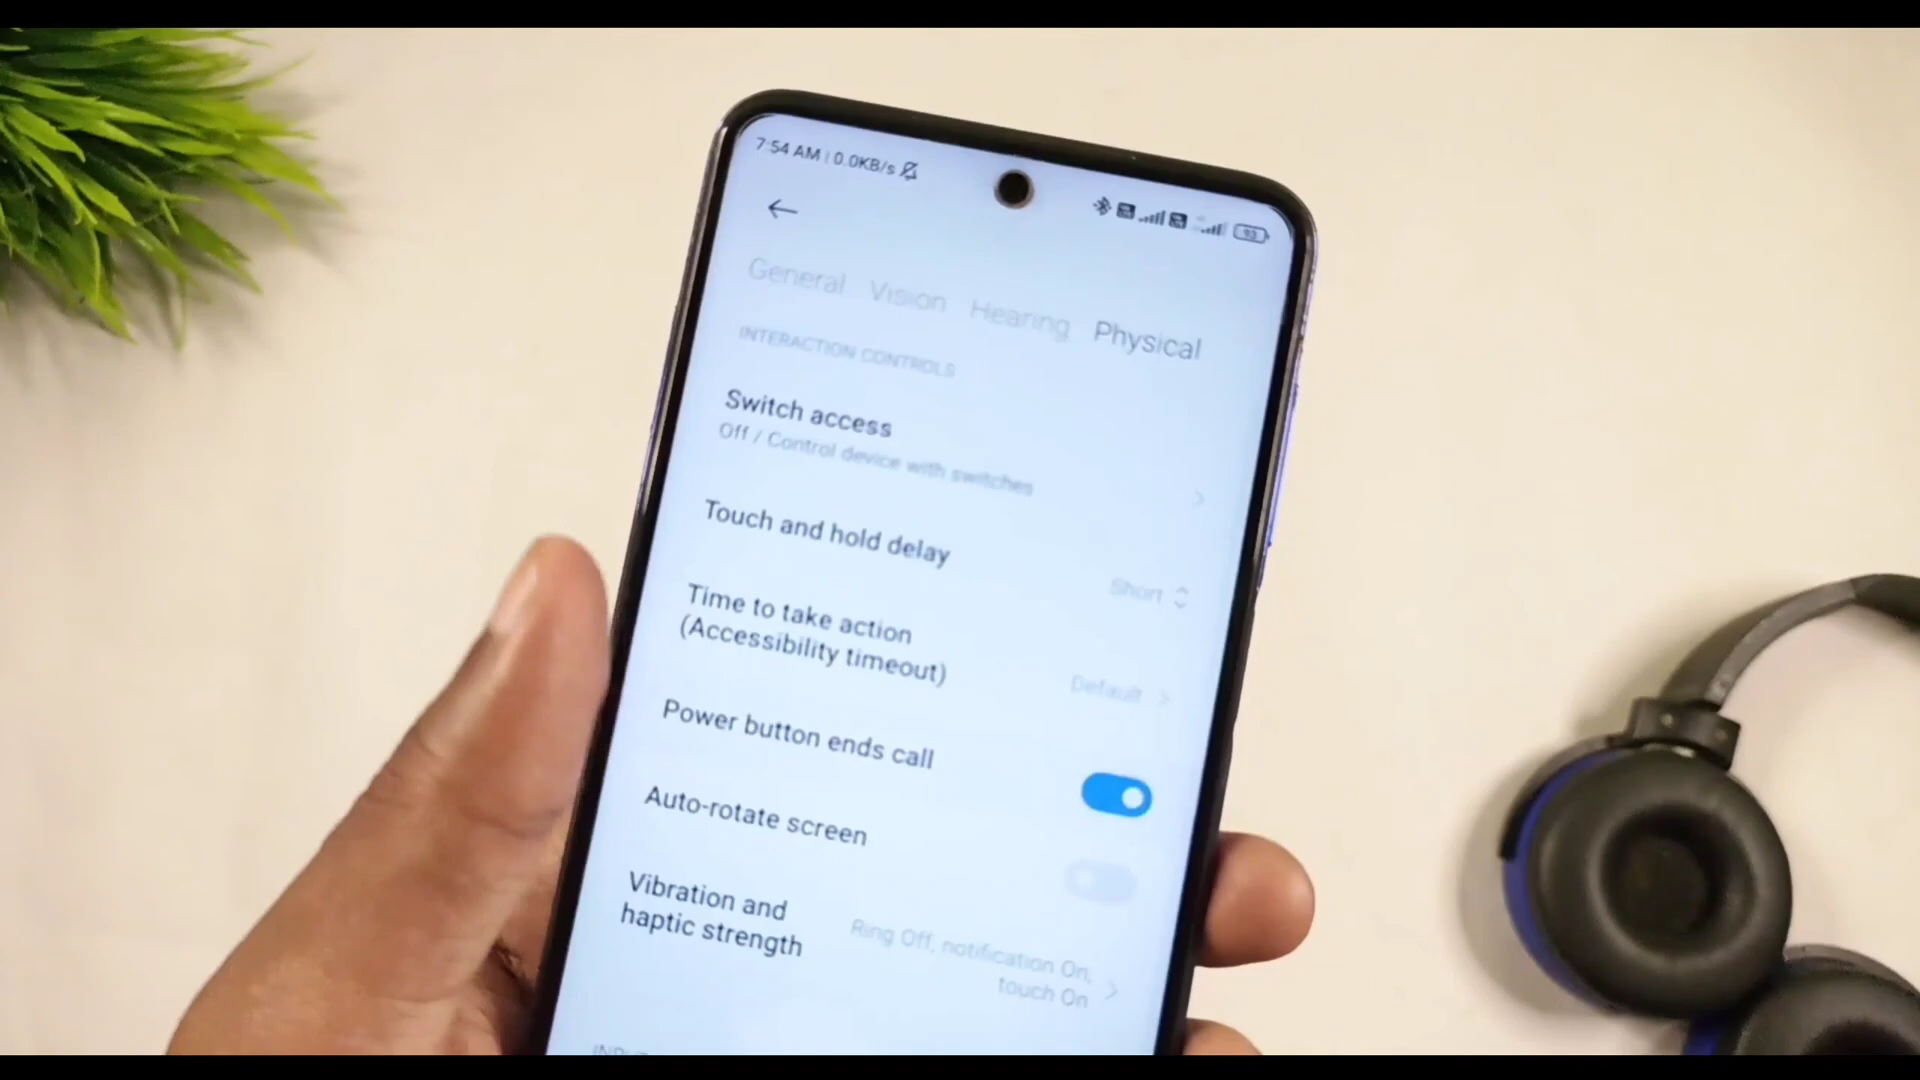 7:54 AM | 0.0KB/s
93
General Vision Hearing Physical
INTERACTION CONTROLS
Switch access
Off / Control device with switches
Touch and hold delay
Short
Time to take action
(Accessibility timeout)
Default
Power button ends call
Auto-rotate screen
Vibration and
haptic strength
Ring Off, notification On,
touch On